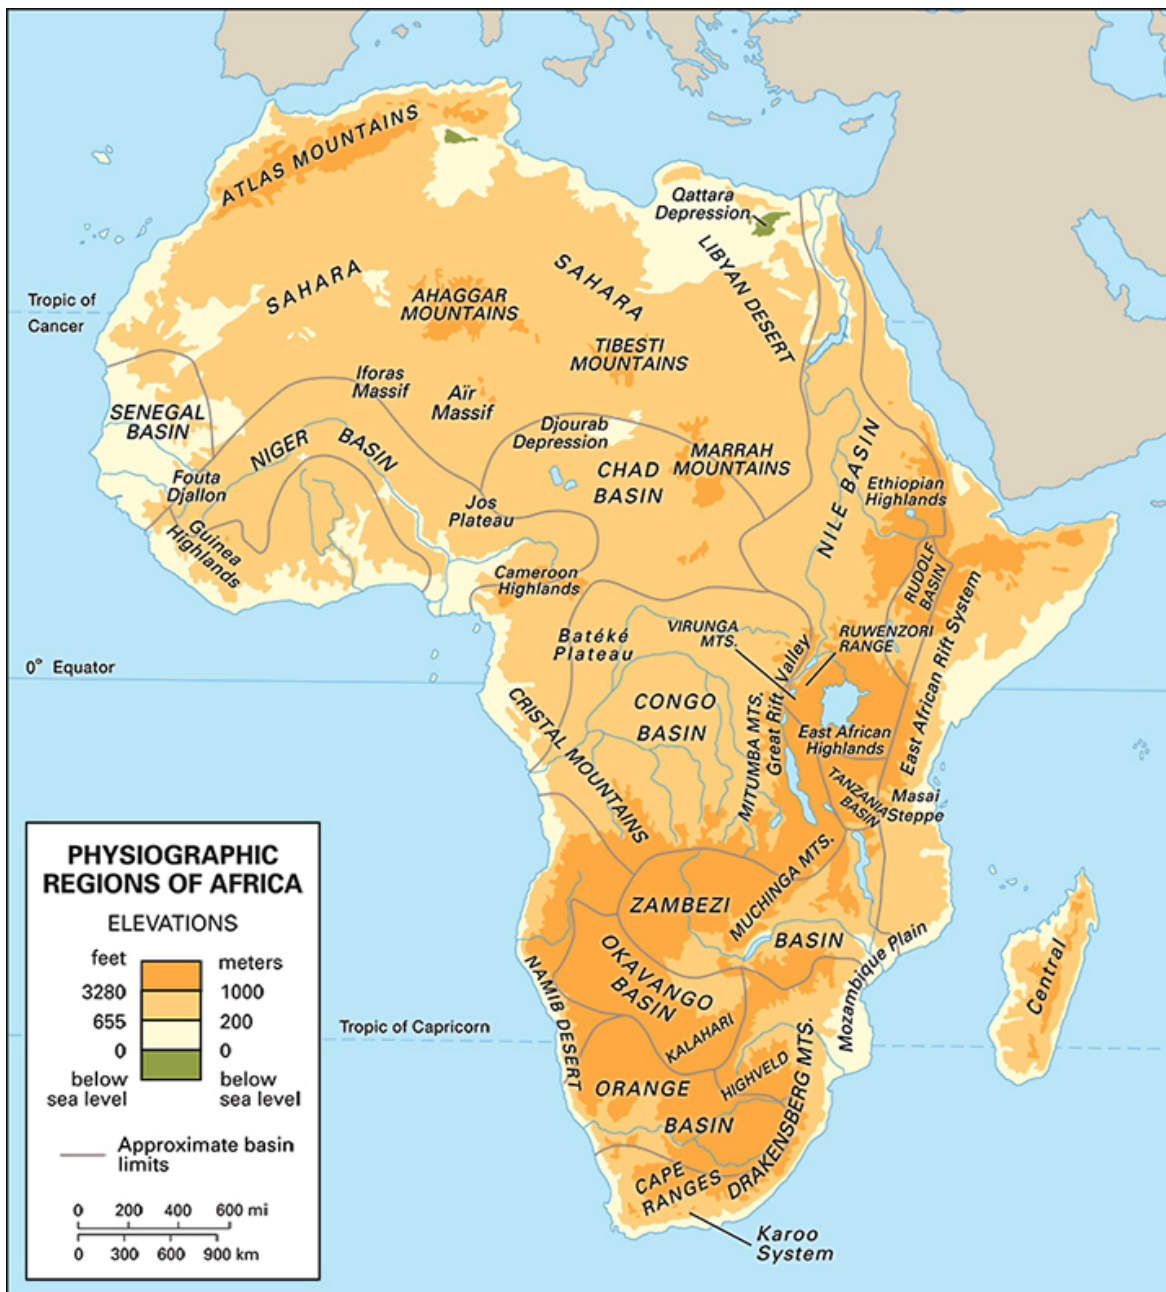 ATLAS MOUNTAINS
Qattara
Depression
LIBYAN DESERT
SAHARA
SAHARA
Tropic of
Cancer
AHAGGAR
MOUNTAINS
TIBESTI
MOUNTAINS
Iforas
Massif
Aïr
Massif
SENEGAL
BASIN
NIGER BASIN
Djourab
Depression
CHAD
BASIN
MARRAH
MOUNTAINS
NILE BASIN
Fouta
Djallon
Guinea
Highlands
Jos
Plateau
Ethiopian
Highlands
Cameroon
Highlands
RUDOLF
BASIN
East African Rift System
Batéké
Plateau
VIRUNGA
MTS.
RUWENZORI
RANGE
0° Equator
Great Rift Valley
CONGO
BASIN
CRISTAL MOUNTAINS
MITUMBA MTS.
East African
Highlands
TANZANIA
BASIN
Masai
Steppe
MUCHINGA MTS.
ZAMBEZI
BASIN
OKAVANGO
BASIN
NAMIB DESERT
Mozambique Plain
Central
Tropic of Capricorn
KALAHARI
HIGHVELD
ORANGE
BASIN
DRAKENSBERG MTS.
CAPE
RANGES
Karoo
System
PHYSIOGRAPHIC
REGIONS OF AFRICA
ELEVATIONS
feet meters
3280 1000
655 200
0 0
below below
sea level sea level
Approximate basin
limits
0 200 400 600 mi
0 300 600 900 km